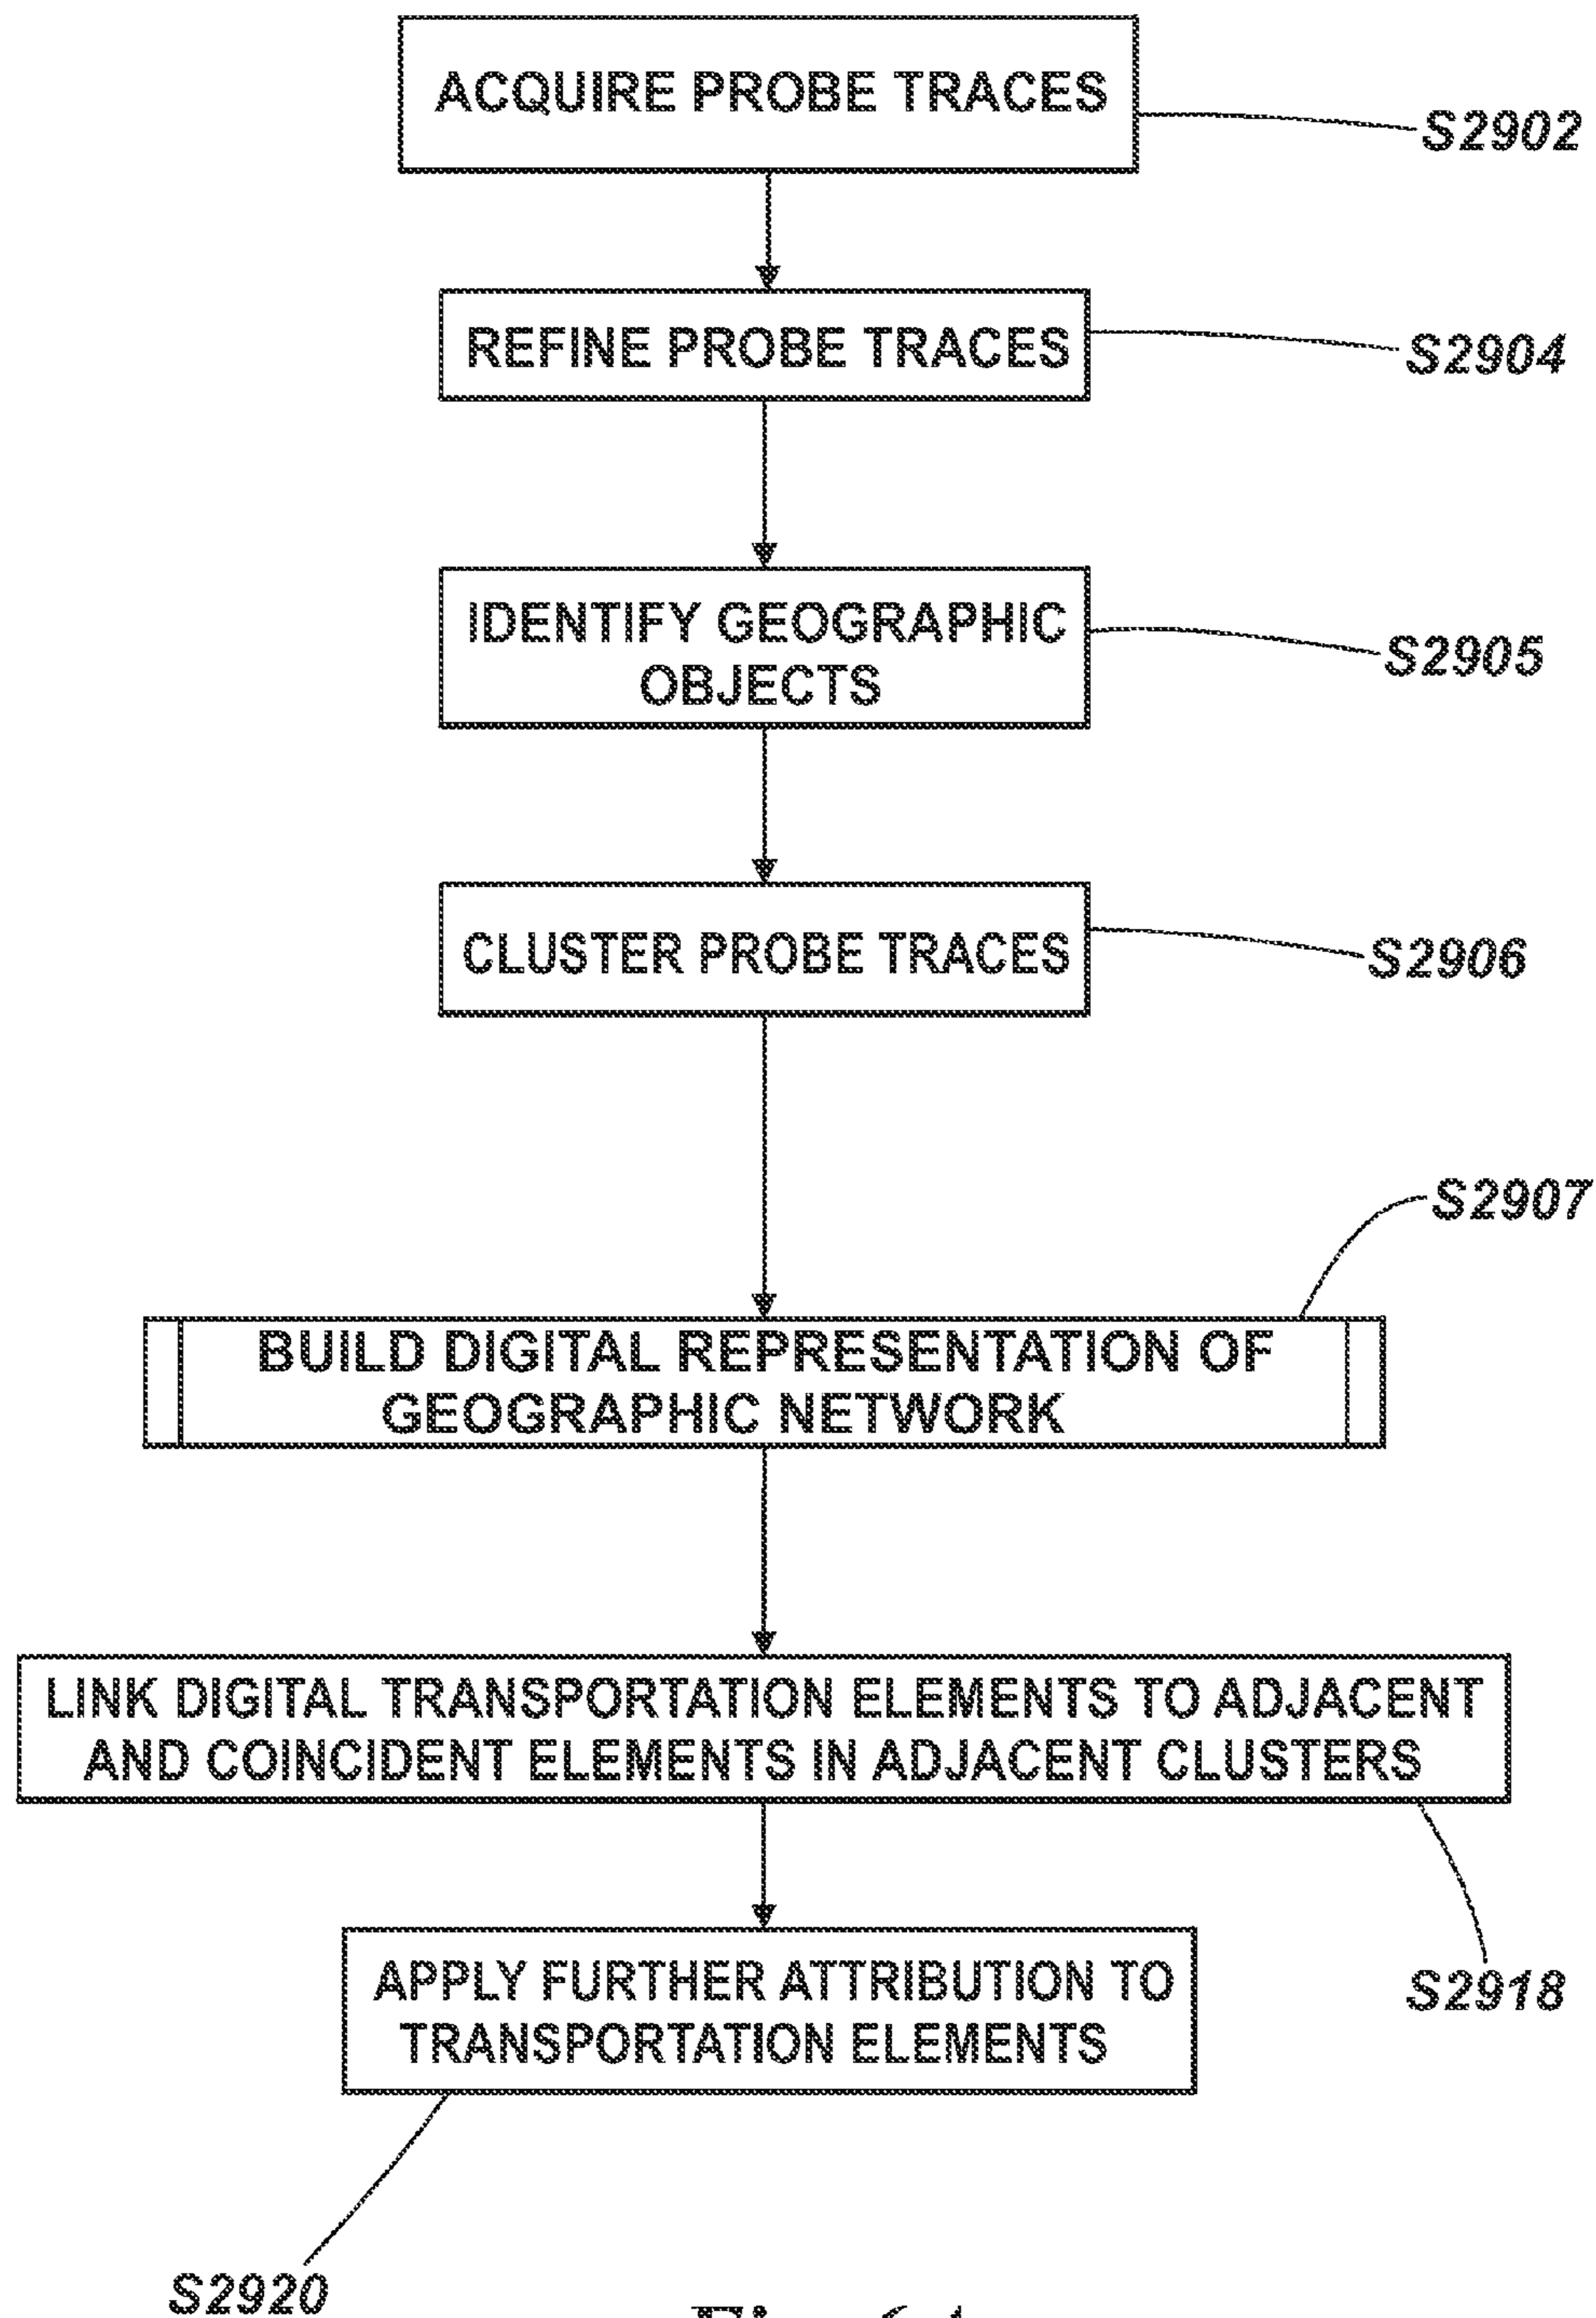 ACQUIRE PROBE TRACES
S2902
REFINE PROBE TRACES
S2904
IDENTIFY GEOGRAPHIC
OBJECTS
S2905
CLUSTER PROBE TRACES
S2906
S2907
BUILD DIGITAL REPRESENTATION OF
GEOGRAPHIC NETWORK
LINK DIGITAL TRANSPORTATION ELEMENTS TO ADJACENT
AND COINCIDENT ELEMENTS IN ADJACENT CLUSTERS
S2918
APPLY FURTHER ATTRIBUTION TO
TRANSPORTATION ELEMENTS
S2920